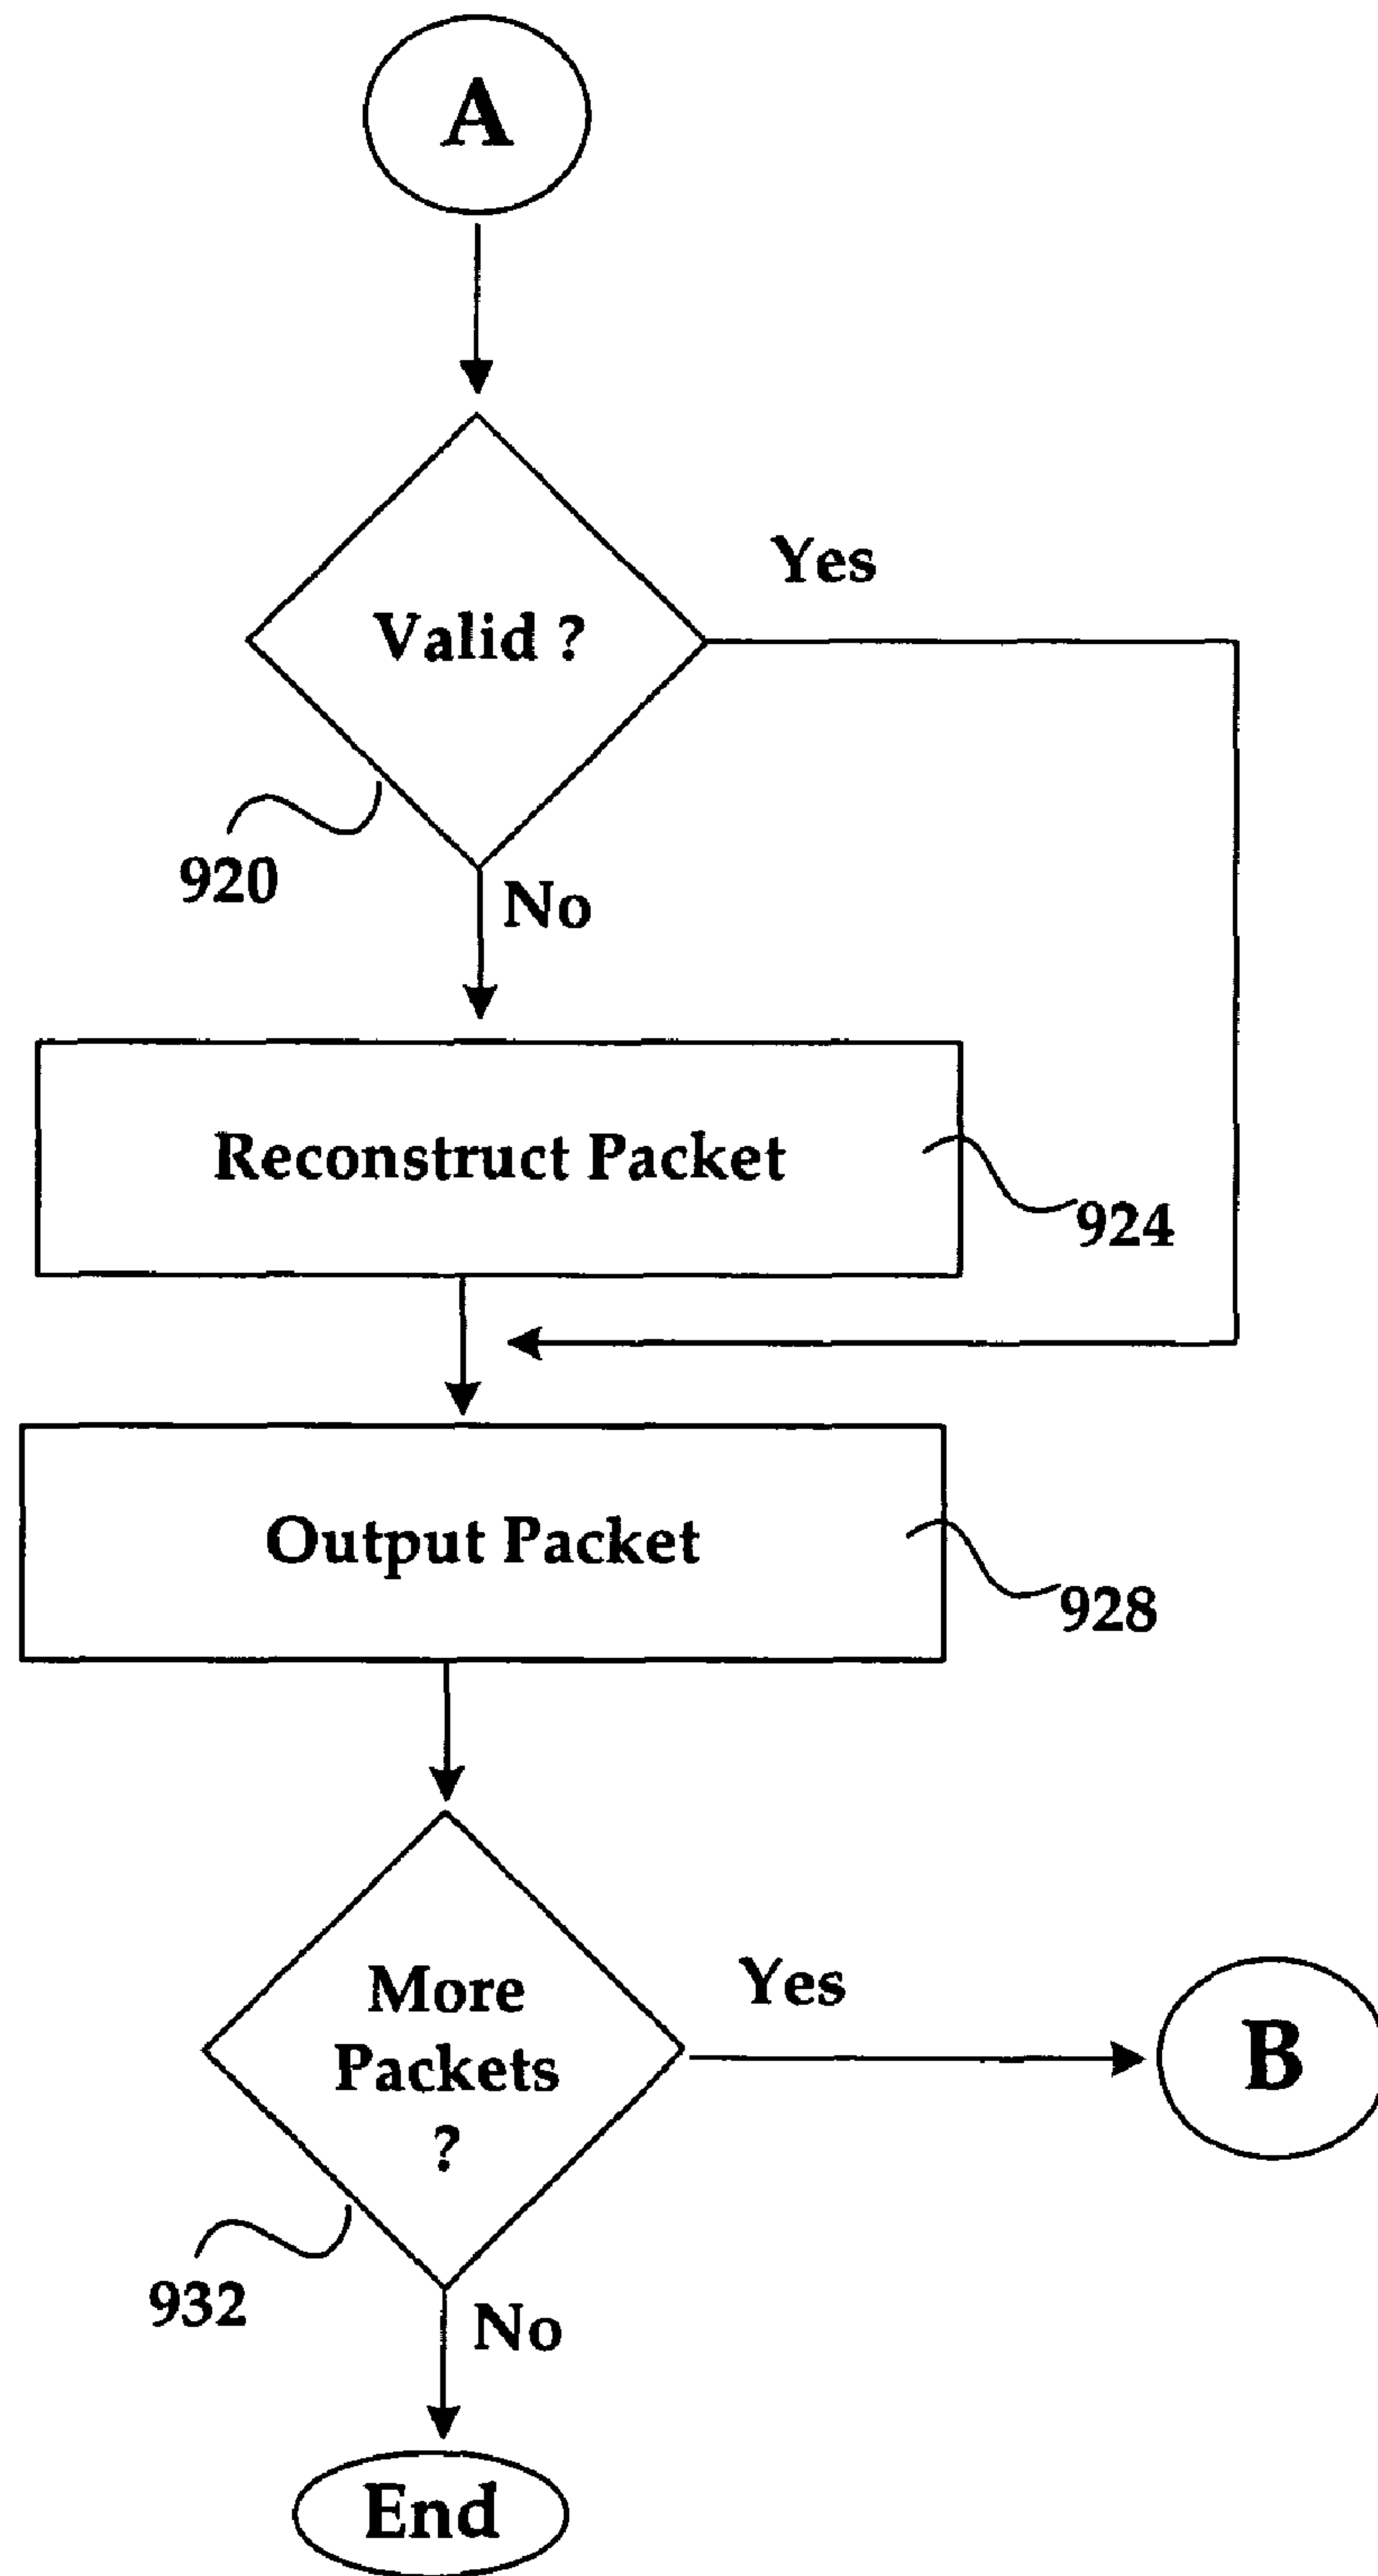 A
Yes
Valid ?
920
No
Reconstruct Packet
924
Output Packet
928
Yes
More
Packets
?
B
932
No
End